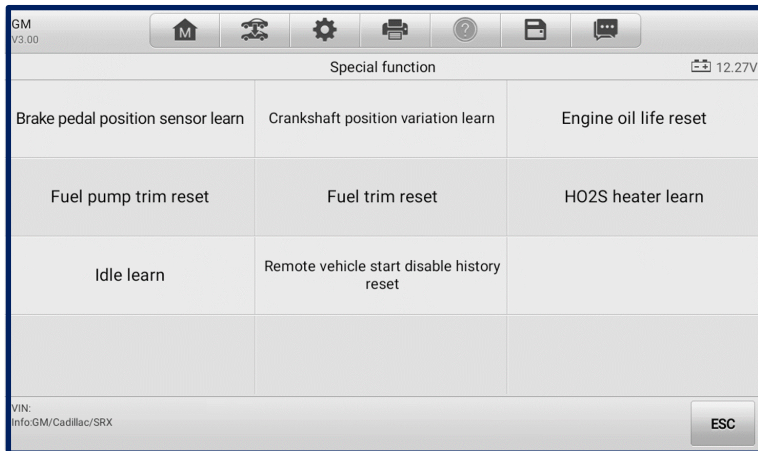 GM
V3.00
M
?
Special function
12.27V
Brake pedal position sensor learn
Crankshaft position variation learn
Engine oil life reset
Fuel pump trim reset
Fuel trim reset
HO2S heater learn
Idle learn
Remote vehicle start disable history
reset
VIN:
Info:GM/Cadillac/SRX
ESC